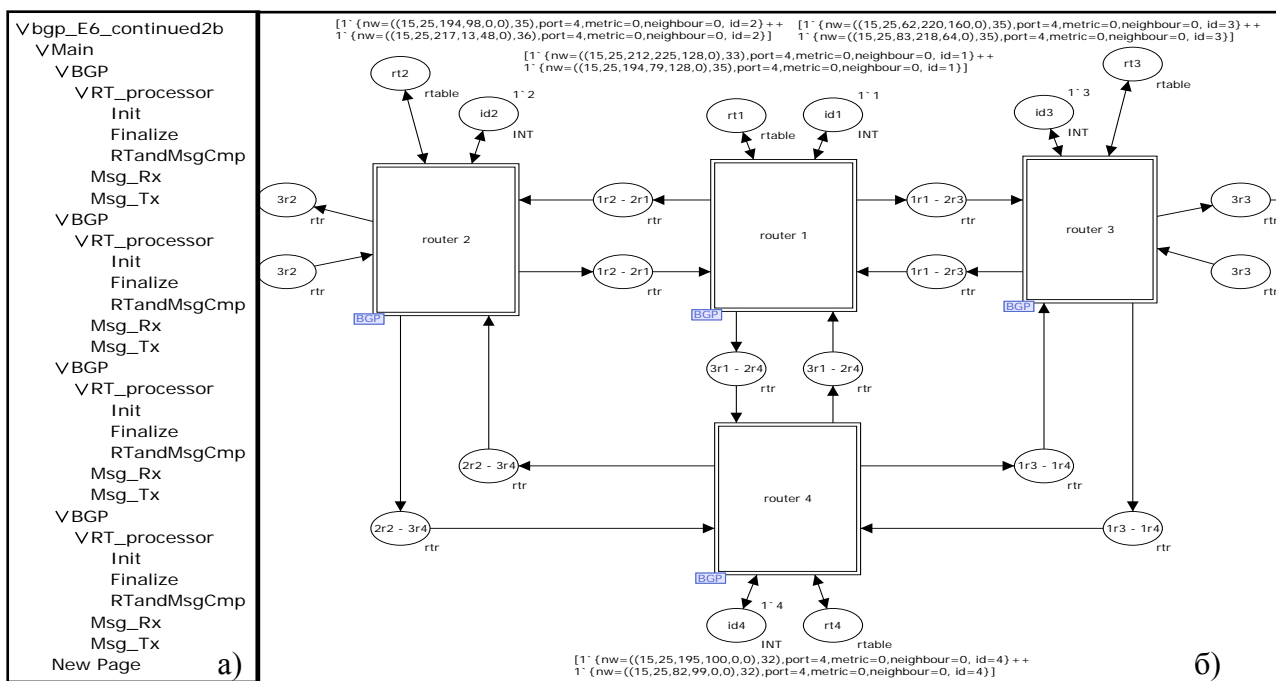 bgp_E6_continued2b
Main
BGP
RT_processor
Init
Finalize
RTandMsgCmp
Msg_Rx
Msg_Tx
BGP
RT_processor
Init
Finalize
RTandMsgCmp
Msg_Rx
Msg_Tx
BGP
RT_processor
Init
Finalize
RTandMsgCmp
Msg_Rx
Msg_Tx
BGP
RT_processor
Init
Finalize
RTandMsgCmp
Msg_Rx
Msg_Tx
New Page
а)
[1`{nw=((15,25,194,98,0,0),35),port=4,metric=0,neighbour=0, id=2}++
1`{nw=((15,25,217,13,48,0),36),port=4,metric=0,neighbour=0, id=2}]
[1`{nw=((15,25,62,220,160,0),35),port=4,metric=0,neighbour=0, id=3}++
1`{nw=((15,25,83,218,64,0),35),port=4,metric=0,neighbour=0, id=3}]
[1`{nw=((15,25,212,225,128,0),33),port=4,metric=0,neighbour=0, id=1}++
1`{nw=((15,25,194,79,128,0),35),port=4,metric=0,neighbour=0, id=1}]
rt2
rtable
1`2
id2
INT
rt1
rtable
1`1
id1
INT
1`3
id3
INT
rt3
rtable
3r2
rtr
3r2
rtr
router 2
BGP
1r2 - 2r1
rtr
1r2 - 2r1
rtr
router 1
BGP
1r1 - 2r3
rtr
1r1 - 2r3
rtr
router 3
BGP
3r3
rtr
3r3
rtr
3r1 - 2r4
rtr
3r1 - 2r4
rtr
2r2 - 3r4
rtr
2r2 - 3r4
rtr
router 4
BGP
1r3 - 1r4
rtr
1r3 - 1r4
rtr
1`4
id4
INT
rt4
rtable
[1`{nw=((15,25,195,100,0,0),32),port=4,metric=0,neighbour=0, id=4}++
1`{nw=((15,25,82,99,0,0),32),port=4,metric=0,neighbour=0, id=4}]
б)